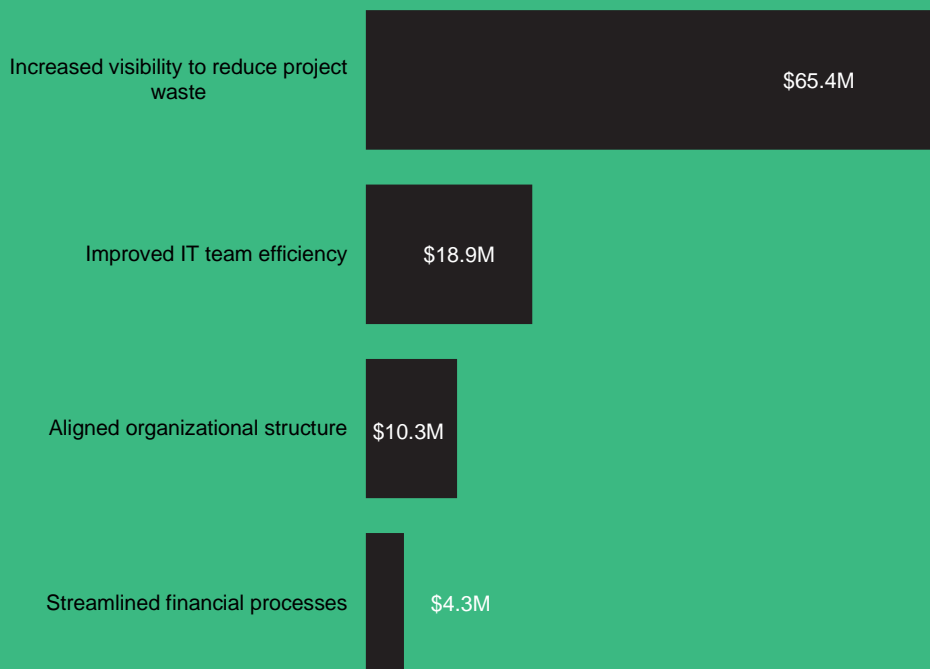 Increased visibility to reduce project
waste
$65.4M
Improved IT team efficiency
$18.9M
Aligned organizational structure
$10.3M
Streamlined financial processes
$4.3M